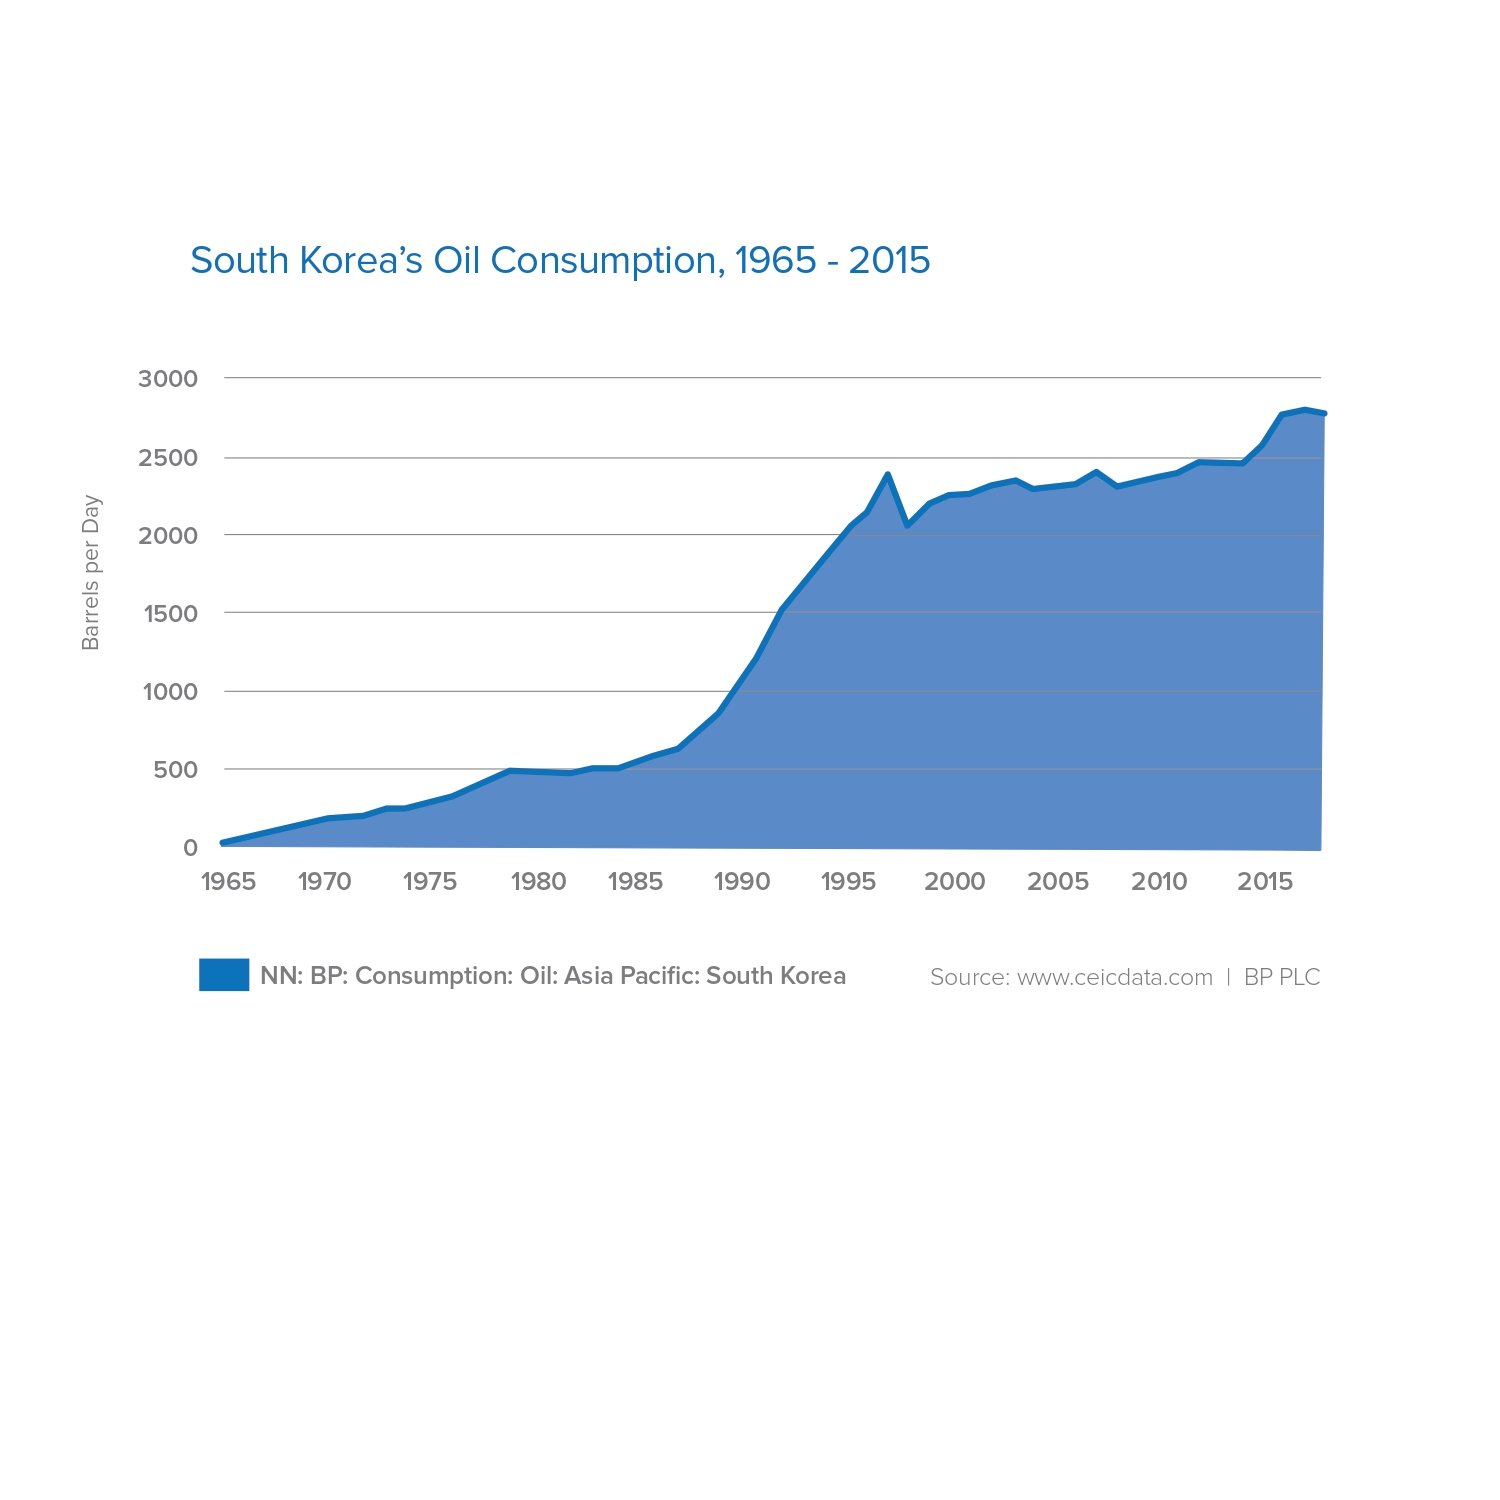 South Korea’s Oil Consumption, 1965 - 2015
3000
2500
2000
1500
1000
500
0
Barrels per Day
1965 1970 1975 1980 1985 1990 1995 2000 2005 2010 2015
NN: BP: Consumption: Oil: Asia Pacific: South Korea
Source: www.ceicdata.com | BP PLC